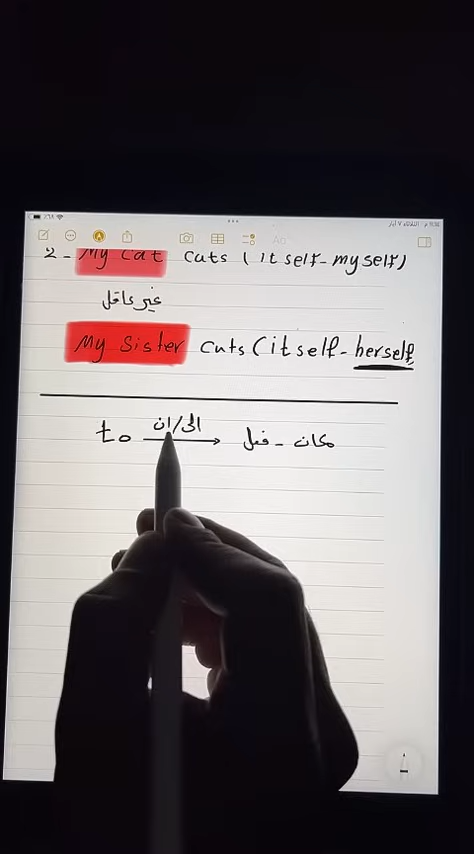 2- My Cat Cuts (itself-myself)
غير عاقل
My Sister Cuts (itself-herself
to الى/ان → مكان - فعل